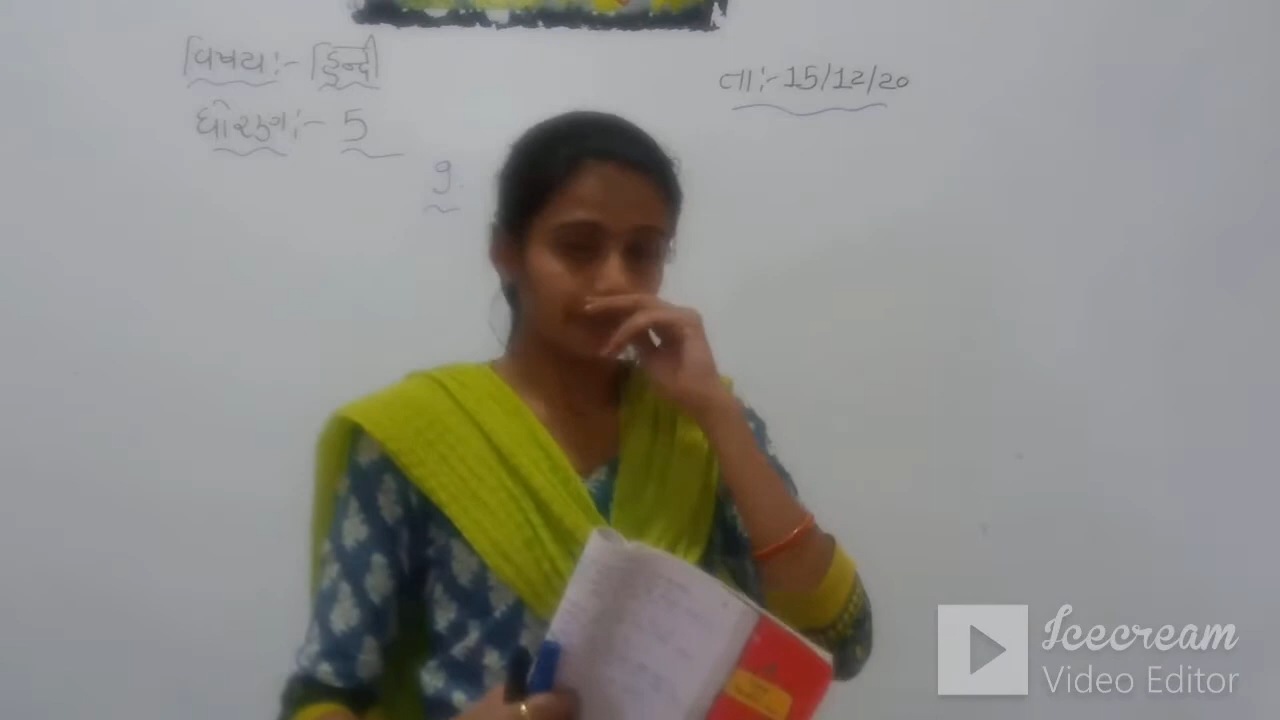 વિષય:- હિન્દી
તા:- 15/12/20
ધોરણ:- 5
9.
Icecream
Video Editor